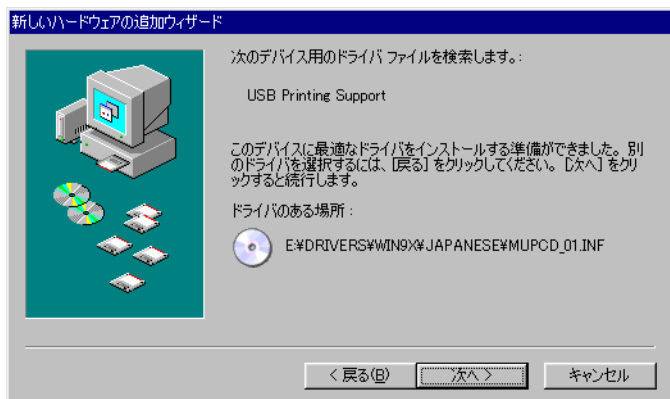 新しいハードウェアの追加ウィザード
次のデバイス用のドライバ ファイルを検索します。:
USB Printing Support
このデバイスに最適なドライバをインストールする準備ができました。別
のドライバを選択するには、[戻る] をクリックしてください。[次へ] をクリ
ックすると続行します。
ドライバのある場所 :
E:¥DRIVERS¥WIN9X¥JAPANESE¥MUPCD_01.INF
< 戻る(B)
次へ >
キャンセル